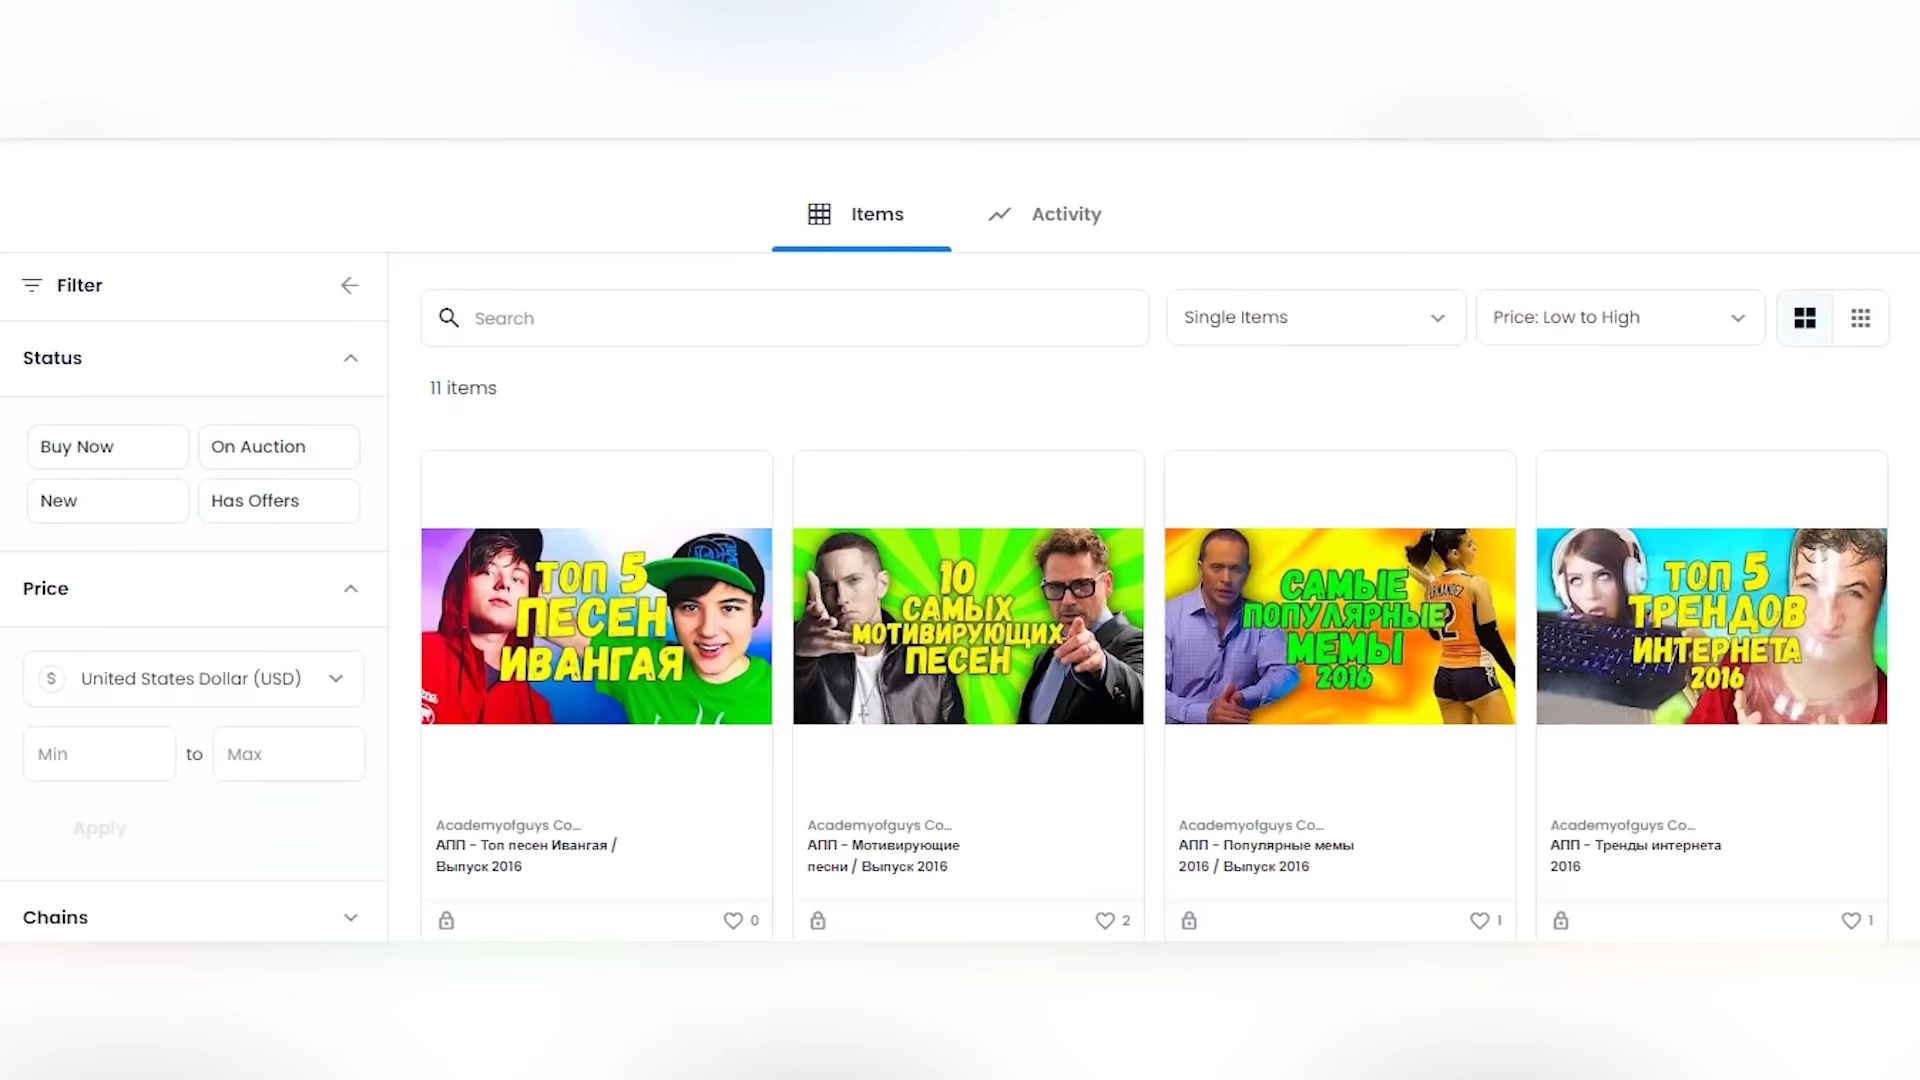 Items
Activity
Filter
Search
Single Items
Price: Low to High
Status
11 items
Buy Now
On Auction
New
Has Offers
Price
$ United States Dollar (USD)
Min to Max
Apply
Chains
ТОП 5
ПЕСЕН
ИВАНГАЯ
Academyofguys Co...
АПП - Топ песен Ивангая /
Выпуск 2016
0
10
САМЫХ
МОТИВИРУЮЩИХ
ПЕСЕН
Academyofguys Co...
АПП - Мотивирующие
песни / Выпуск 2016
2
САМЫЕ
ПОПУЛЯРНЫЕ
МЕМЫ
2016
Academyofguys Co...
АПП - Популярные мемы
2016 / Выпуск 2016
1
ТОП 5
ТРЕНДОВ
ИНТЕРНЕТА
2016
Academyofguys Co...
АПП - Тренды интернета
2016
1